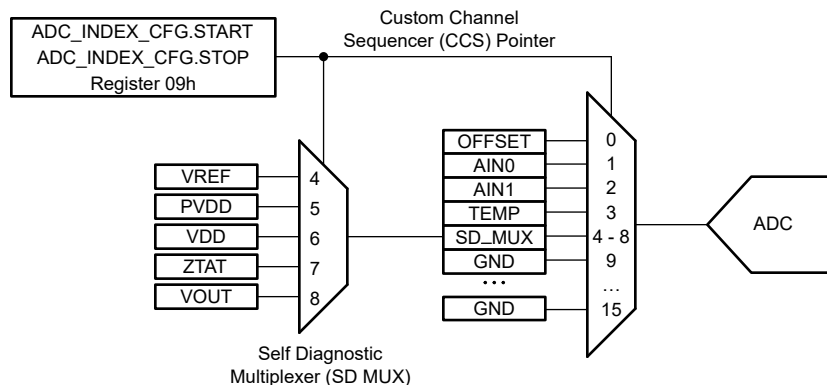 ADC_INDEX_CFG.START
ADC_INDEX_CFG.STOP
Register 09h
Custom Channel
Sequencer (CCS) Pointer
VREF
PVDD
VDD
ZTAT
VOUT
4
5
6
7
8
Self Diagnostic
Multiplexer (SD MUX)
OFFSET
AIN0
AIN1
TEMP
SD_MUX
GND
...
GND
0
1
2
3
4 - 8
9
...
15
ADC